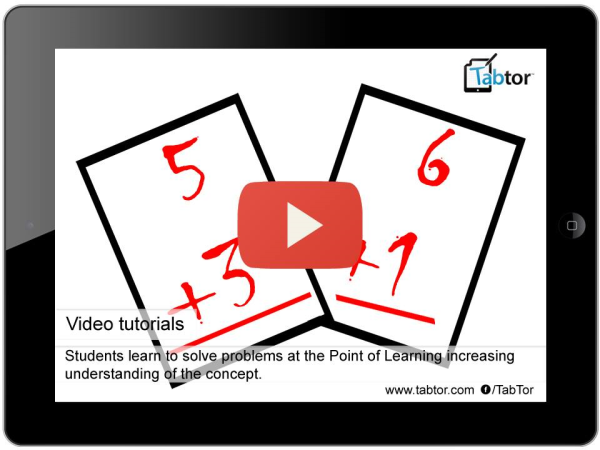 Tabtor
5
+3
6
+1
Video tutorials
Students learn to solve problems at the Point of Learning increasing
understanding of the concept.
www.tabtor.com f/TabTor